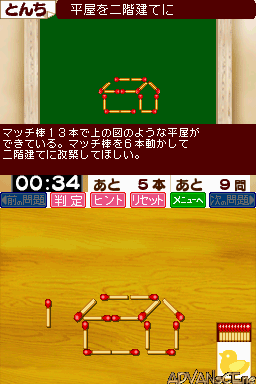 とんち 平屋を二階建てに
マッチ棒１３本で上の図のような平屋が
できている。マッチ棒を６本動かして
二階建てに改築してほしい。
00:34 あと 5本 あと 9問
前の問題 判定 ヒント リセット メニューへ 次の問題